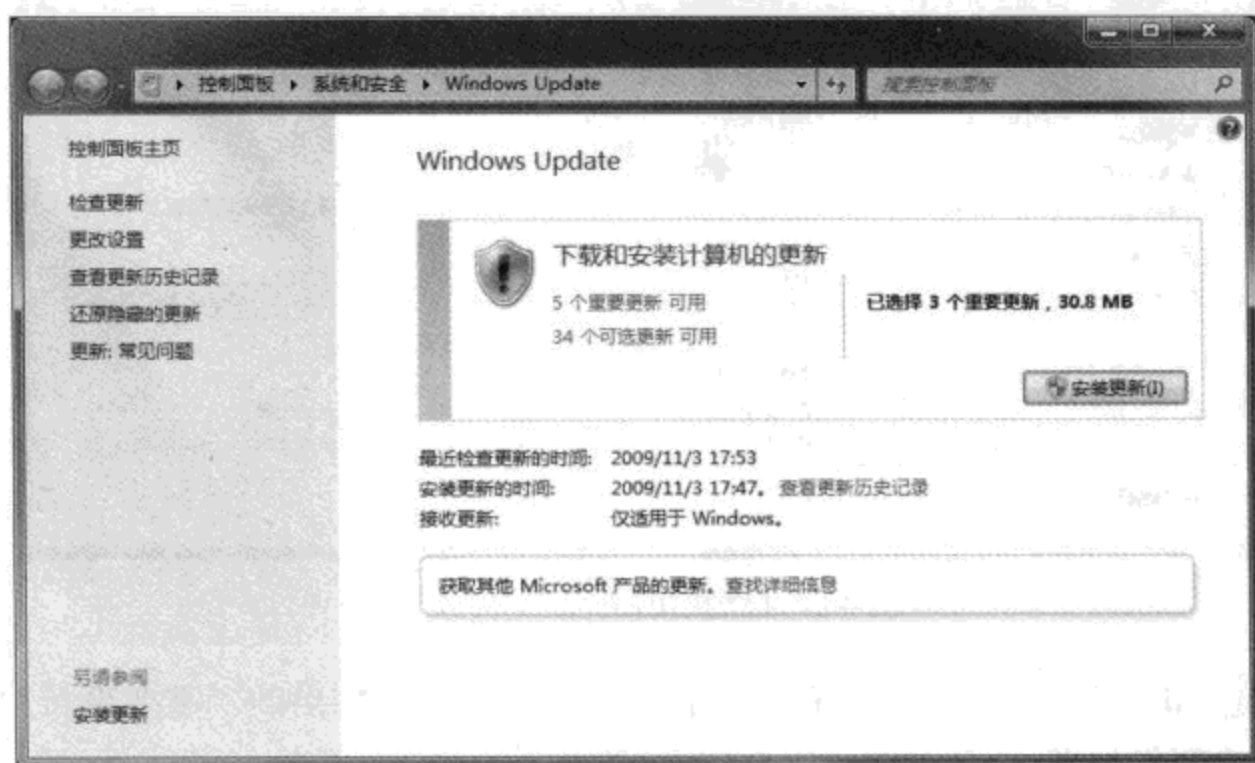 控制面板 ▸ 系统和安全 ▸ Windows Update
搜索控制面板
控制面板主页
检查更新
更改设置
查看更新历史记录
还原隐藏的更新
更新: 常见问题
另请参阅
安装更新
Windows Update
下载和安装计算机的更新
5 个重要更新 可用
34 个可选更新 可用
已选择 3 个重要更新，30.8 MB
安装更新(I)
最近检查更新的时间: 2009/11/3 17:53
安装更新的时间: 2009/11/3 17:47。查看更新历史记录
接收更新: 仅适用于 Windows。
获取其他 Microsoft 产品的更新。查找详细信息